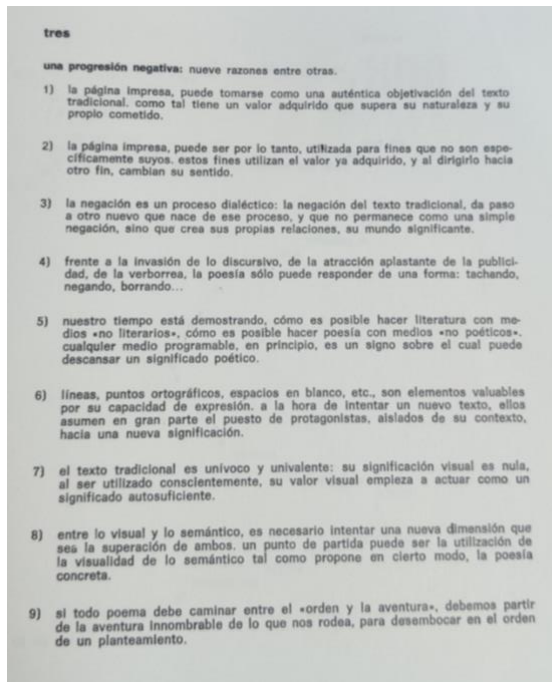 tres
una progresión negativa: nueve razones entre otras.
1) la página impresa, puede tomarse como una auténtica objetivación del texto
tradicional. como tal tiene un valor adquirido que supera su naturaleza y su
propio cometido.
2) la página impresa, puede ser por lo tanto, utilizada para fines que no son espe-
cíficamente suyos. estos fines utilizan el valor ya adquirido, y al dirigirlo hacia
otro fin, cambian su sentido.
3) la negación es un proceso dialéctico: la negación del texto tradicional, da paso
a otro nuevo que nace de ese proceso, y que no permanece como una simple
negación, sino que crea sus propias relaciones, su mundo significante.
4) frente a la invasión de lo discursivo, de la atracción aplastante de la publici-
dad, de la verborrea, la poesía sólo puede responder de una forma: tachando,
negando, borrando...
5) nuestro tiempo está demostrando, cómo es posible hacer literatura con me-
dios «no literarios», cómo es posible hacer poesía con medios «no poéticos».
cualquier medio programable, en principio, es un signo sobre el cual puede
descansar un significado poético.
6) líneas, puntos ortográficos, espacios en blanco, etc., son elementos valuables
por su capacidad de expresión. a la hora de intentar un nuevo texto, ellos
asumen en gran parte el puesto de protagonistas, aislados de su contexto,
hacia una nueva significación.
7) el texto tradicional es unívoco y univalente: su significación visual es nula,
al ser utilizado conscientemente, su valor visual empieza a actuar como un
significado autosuficiente.
8) entre lo visual y lo semántico, es necesario intentar una nueva dimensión que
sea la superación de ambos. un punto de partida puede ser la utilización de
la visualidad de lo semántico tal como propone en cierto modo, la poesía
concreta.
9) si todo poema debe caminar entre el «orden y la aventura», debemos partir
de la aventura innombrable de lo que nos rodea, para desembocar en el orden
de un planteamiento.